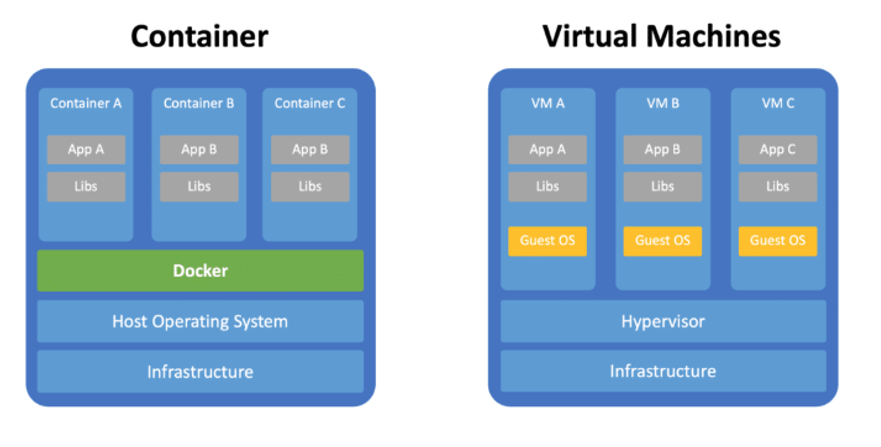 Container
Container A
Container B
Container C
App A
App B
App B
Libs
Libs
Libs
Docker
Host Operating System
Infrastructure
Virtual Machines
VM A
VM B
VM C
App A
App B
App C
Libs
Libs
Libs
Guest OS
Guest OS
Guest OS
Hypervisor
Infrastructure